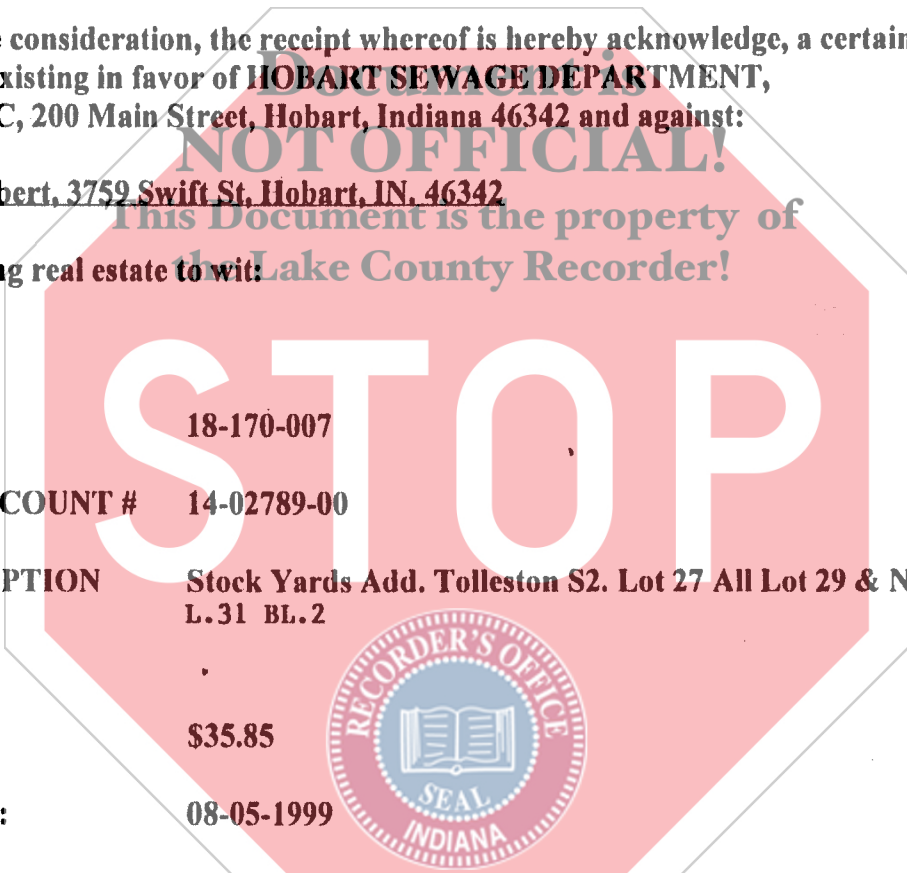 consideration, the receipt whereof is hereby acknowledge, a certain
xisting in favor of HOBART SEWAGE DEPARTMENT,
C, 200 Main Street, Hobart, Indiana 46342 and against:
bert, 3759 Swift St, Hobart, IN. 46342
g real estate to wit:
Document is
NOT OFFICIAL!
This Document is the property of
the Lake County Recorder!
STOP
18-170-007
COUNT # 14-02789-00
PTION Stock Yards Add. Tolleston S2. Lot 27 All Lot 29 & N
L.31 BL.2
$35.85
: 08-05-1999
RECORDER'S OFFICE
SEAL
INDIANA